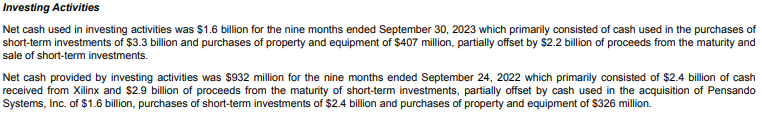 Investing Activities
Net cash used in investing activities was $1.6 billion for the nine months ended September 30, 2023 which primarily consisted of cash used in the purchases of
short-term investments of $3.3 billion and purchases of property and equipment of $407 million, partially offset by $2.2 billion of proceeds from the maturity and
sale of short-term investments.
Net cash provided by investing activities was $932 million for the nine months ended September 24, 2022 which primarily consisted of $2.4 billion of cash
received from Xilinx and $2.9 billion of proceeds from the maturity of short-term investments, partially offset by cash used in the acquisition of Pensando
Systems, Inc. of $1.6 billion, purchases of short-term investments of $2.4 billion and purchases of property and equipment of $326 million.